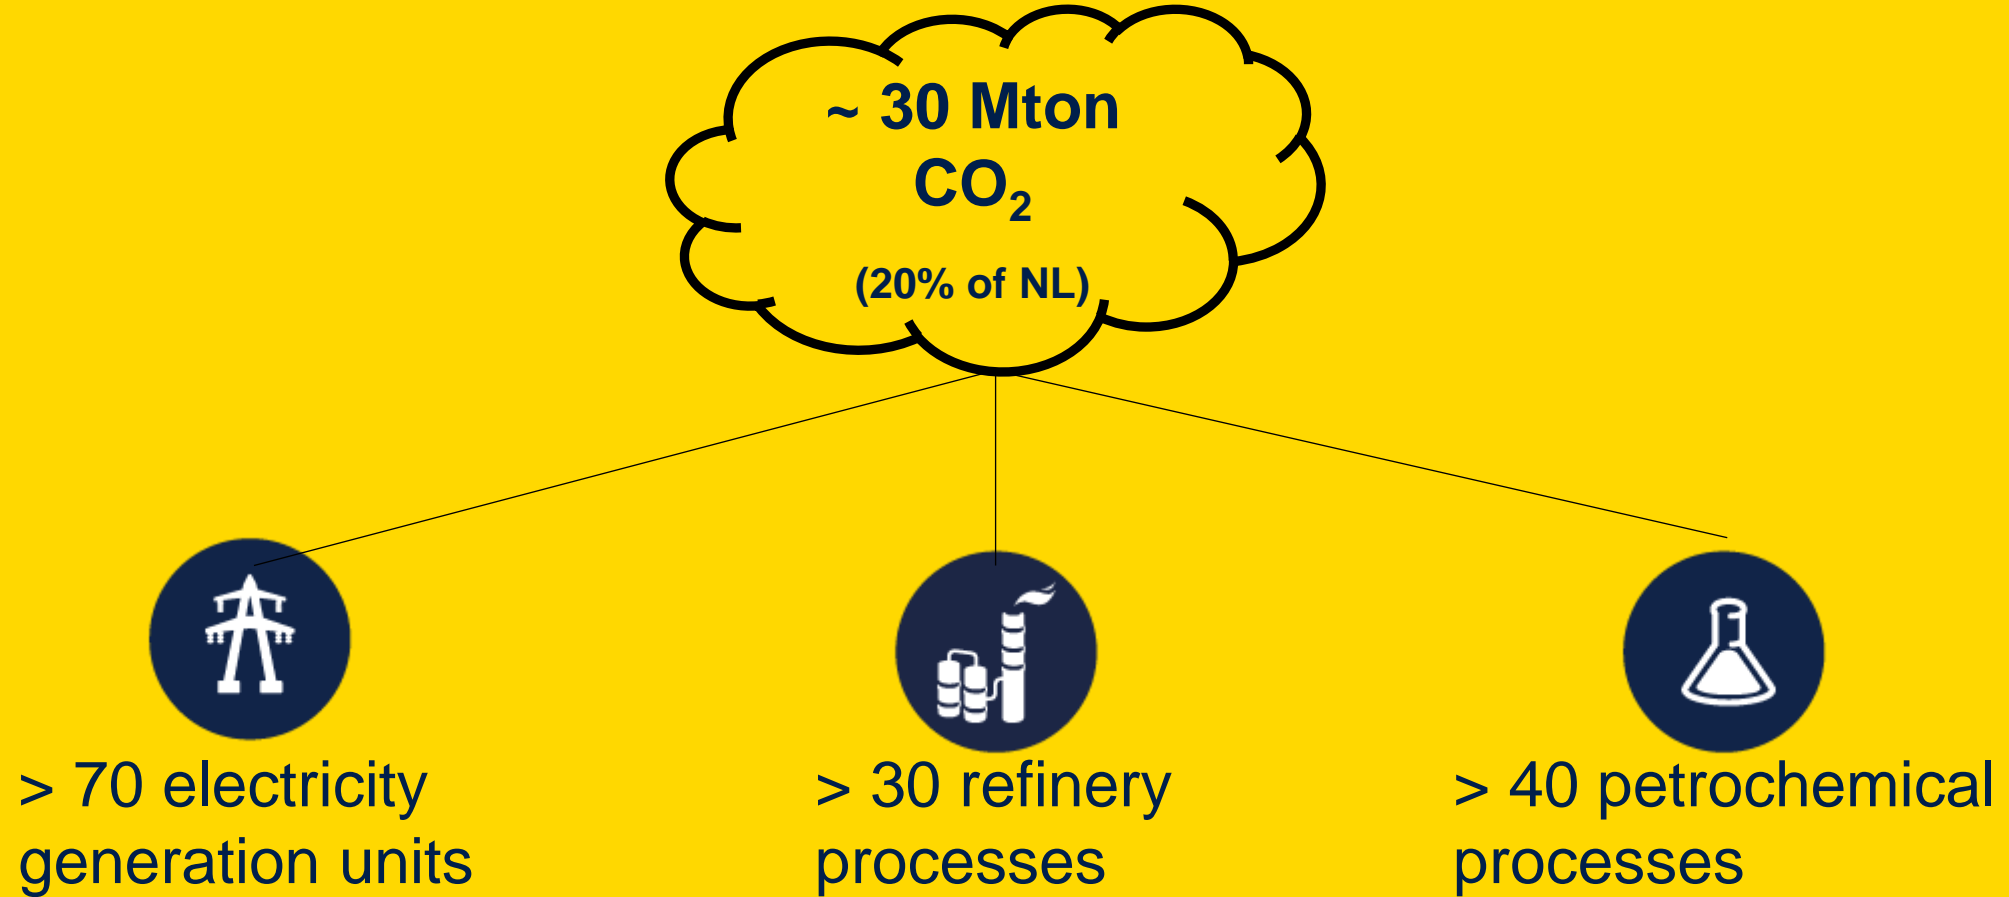 ~ 30 Mton
CO₂
(20% of NL)
> 70 electricity
generation units
> 30 refinery
processes
> 40 petrochemical
processes